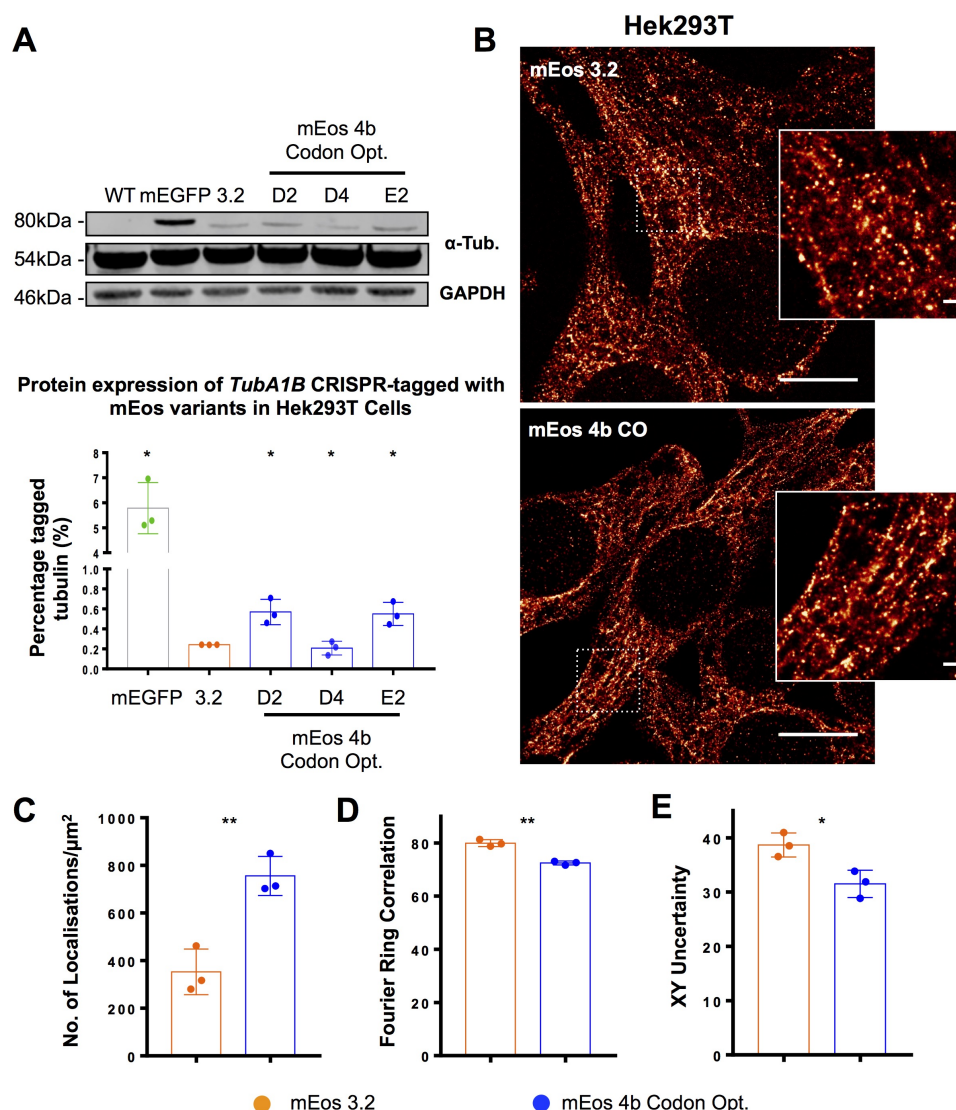 A
mEos 4b
Codon Opt.
WT mEGFP 3.2 D2 D4 E2
80kDa -
54kDa -
46kDa -
α-Tub.
GAPDH
Protein expression of TubA1B CRISPR-tagged with
mEos variants in Hek293T Cells
Percentage tagged
tubulin (%)
8
7
6
5
4
1.0
0.8
0.6
0.4
0.2
0.0
* * * *
mEGFP 3.2 D2 D4 E2
mEos 4b
Codon Opt.
B
Hek293T
mEos 3.2
mEos 4b CO
C
No. of Localisations/µm²
1000
800
600
400
200
0
**
D
Fourier Ring Correlation
80
60
40
20
0
**
E
XY Uncertainty
40
30
20
10
0
*
mEos 3.2
mEos 4b Codon Opt.